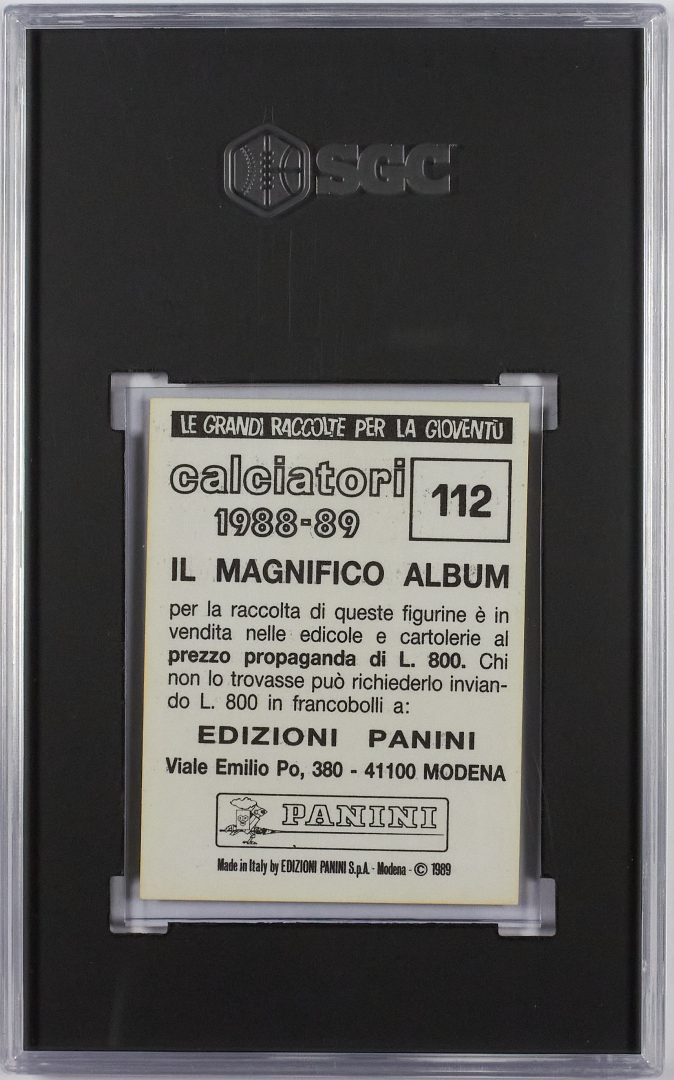 SGC
LE GRANDI RACCOLTE PER LA GIOVENTÙ
calciatori
1988-89
112
IL MAGNIFICO ALBUM
per la raccolta di queste figurine è in
vendita nelle edicole e cartolerie al
prezzo propaganda di L. 800. Chi
non lo trovasse può richiederlo invian-
do L. 800 in francobolli a:
EDIZIONI PANINI
Viale Emilio Po, 380 - 41100 MODENA
PANINI
Made in Italy by EDIZIONI PANINI S.p.A. - Modena - © 1989